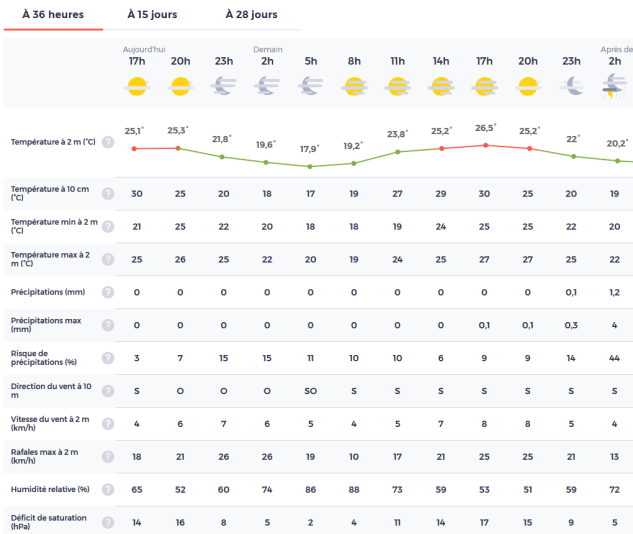 À 36 heures À 15 jours À 28 jours
Aujourd'hui Demain Après de
17h 20h 23h 2h 5h 8h 11h 14h 17h 20h 23h 2h
Température à 2 m (°C) ? 25,1° 25,3° 21,8° 19,6° 17,9° 19,2° 23,8° 25,2° 26,5° 25,2° 22° 20,2°
Température à 10 cm
(°C) ? 30 25 20 18 17 19 27 29 30 25 20 19
Température min à 2 m
(°C) ? 21 25 22 20 18 18 19 24 25 25 22 20
Température max à 2
m (°C) ? 25 26 25 22 20 19 24 25 27 27 25 22
Précipitations (mm) ? 0 0 0 0 0 0 0 0 0 0 0,1 1,2
Précipitations max
(mm) ? 0 0 0 0 0 0 0 0 0,1 0,1 0,3 4
Risque de
précipitations (%) ? 3 7 15 15 11 10 10 6 9 9 14 44
Direction du vent à 10
m ? S O O O SO S S S S S S S
Vitesse du vent à 2 m
(km/h) ? 4 6 7 6 5 4 5 7 8 8 5 4
Rafales max à 2 m
(km/h) ? 18 21 26 26 19 10 17 21 25 25 21 13
Humidité relative (%) ? 65 52 60 74 86 88 73 59 53 51 59 72
Déficit de saturation
(hPa) ? 14 16 8 5 2 4 11 14 17 15 9 5